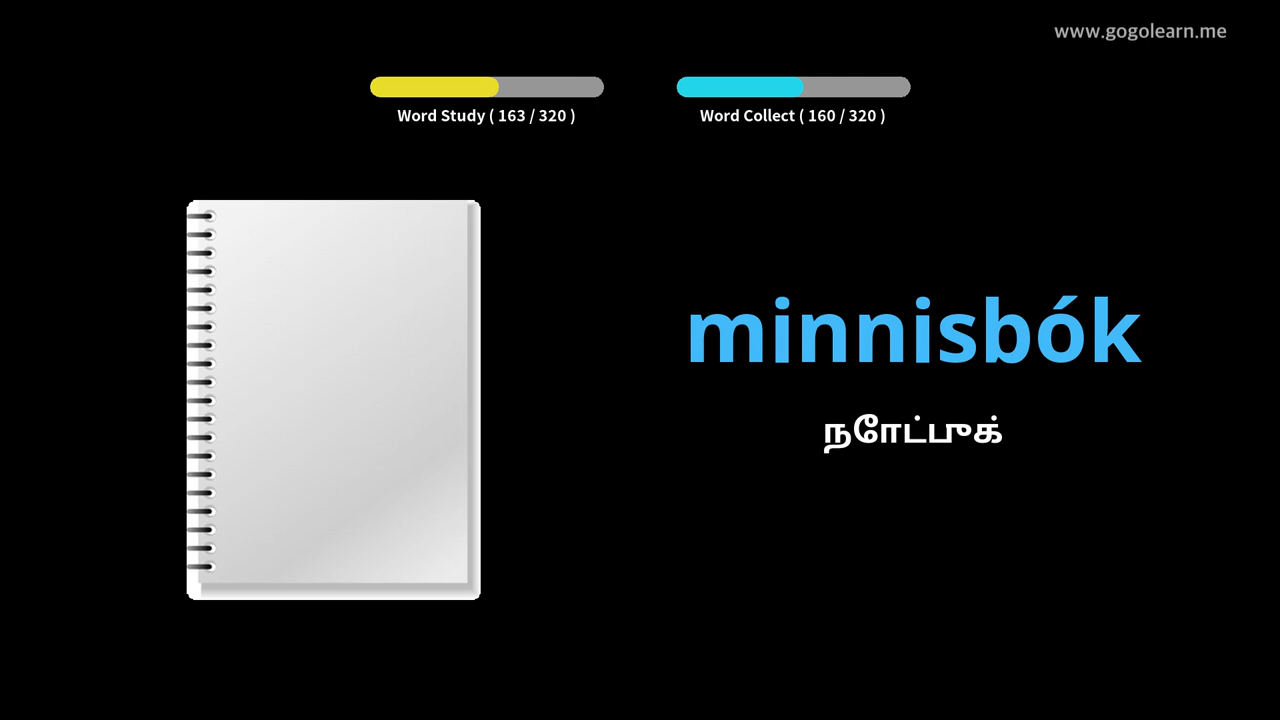 www.gogolearn.me
Word Study ( 163 / 320 )
Word Collect ( 160 / 320 )
minnisbók
நோட்புக்